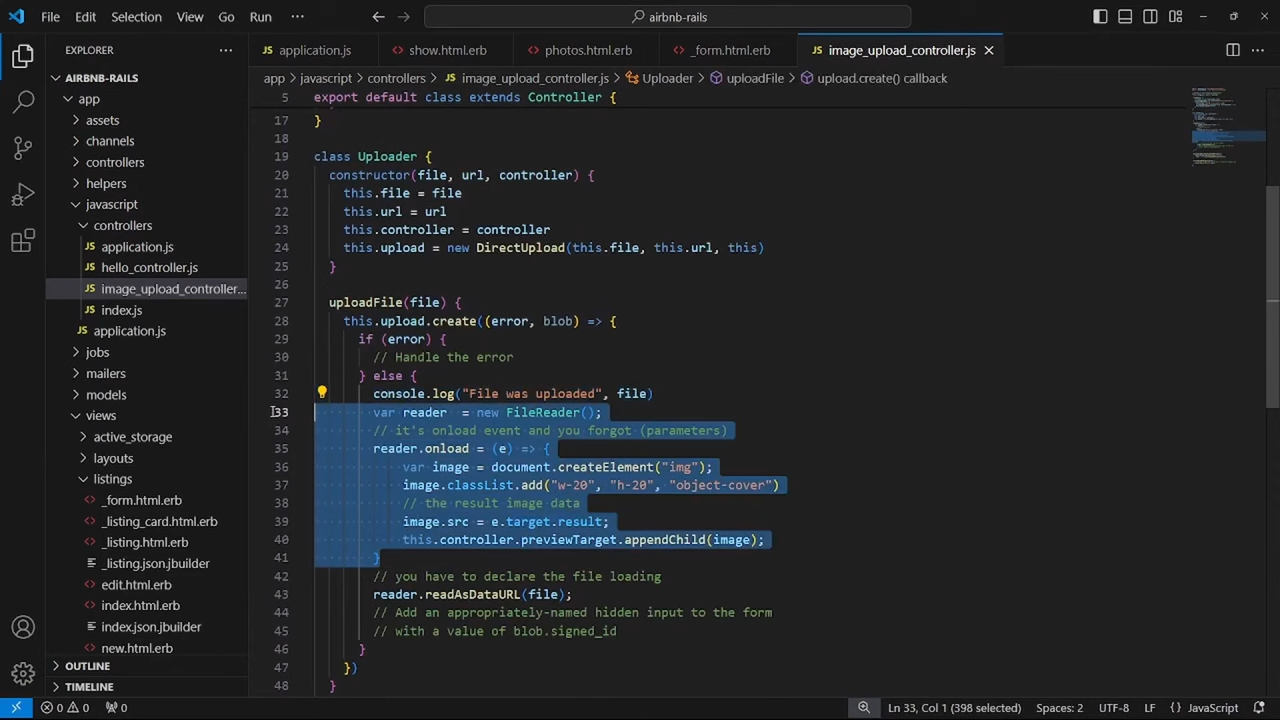 File Edit Selection View Go Run ··· airbnb-rails
EXPLORER ···
application.js show.html.erb photos.html.erb _form.html.erb JS image_upload_controller.js ···
AIRBNB-RAILS
app > javascript > controllers > JS image_upload_controller.js > Uploader > uploadFile > upload.create() callback
app
assets
channels
controllers
helpers
javascript
controllers
JS application.js
JS hello_controller.js
JS image_upload_controller...
JS index.js
JS application.js
jobs
mailers
models
views
active_storage
layouts
listings
_form.html.erb
_listing_card.html.erb
_listing.html.erb
_listing.json.jbuilder
edit.html.erb
index.html.erb
index.json.jbuilder
new.html.erb
OUTLINE
TIMELINE
5 export default class extends Controller {
17 }
18
19 class Uploader {
20 constructor(file, url, controller) {
21 this.file = file
22 this.url = url
23 this.controller = controller
24 this.upload = new DirectUpload(this.file, this.url, this)
25 }
26
27 uploadFile(file) {
28 this.upload.create((error, blob) => {
29 if (error) {
30 // Handle the error
31 } else {
32 console.log("File was uploaded", file)
33 var reader  = new FileReader();
34 // it's onload event and you forgot (parameters)
35 reader.onload = (e) => {
36 var image = document.createElement("img");
37 image.classList.add("w-20", "h-20", "object-cover")
38 // the result image data
39 image.src = e.target.result;
40 this.controller.previewTarget.appendChild(image);
41 }
42 // you have to declare the file loading
43 reader.readAsDataURL(file);
44 // Add an appropriately-named hidden input to the form
45 // with a value of blob.signed_id
46 }
47 })
48 }
0 0 0 Ln 33, Col 1 (398 selected) Spaces: 2 UTF-8 LF {} JavaScript